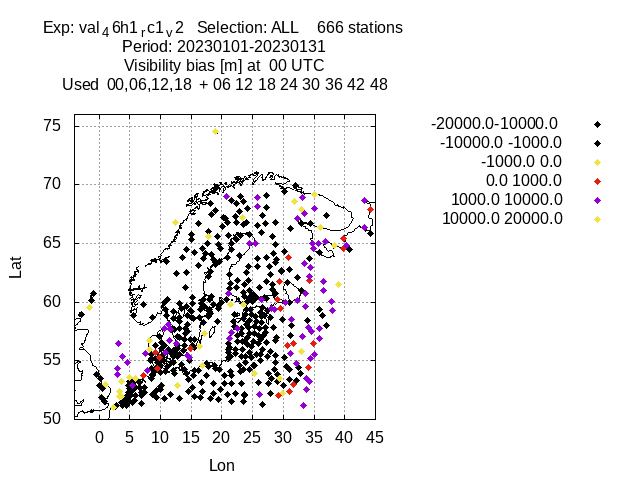 Exp: val4 6h1r c1v 2   Selection: ALL    666 stations
Period: 20230101-20230131
Visibility bias [m] at  00 UTC
Used  00,06,12,18  + 06 12 18 24 30 36 42 48
-20000.0-10000.0
-10000.0 -1000.0
-1000.0 0.0
0.0 1000.0
1000.0 10000.0
10000.0 20000.0
75
70
65
60
55
50
Lat
0 5 10 15 20 25 30 35 40 45
Lon